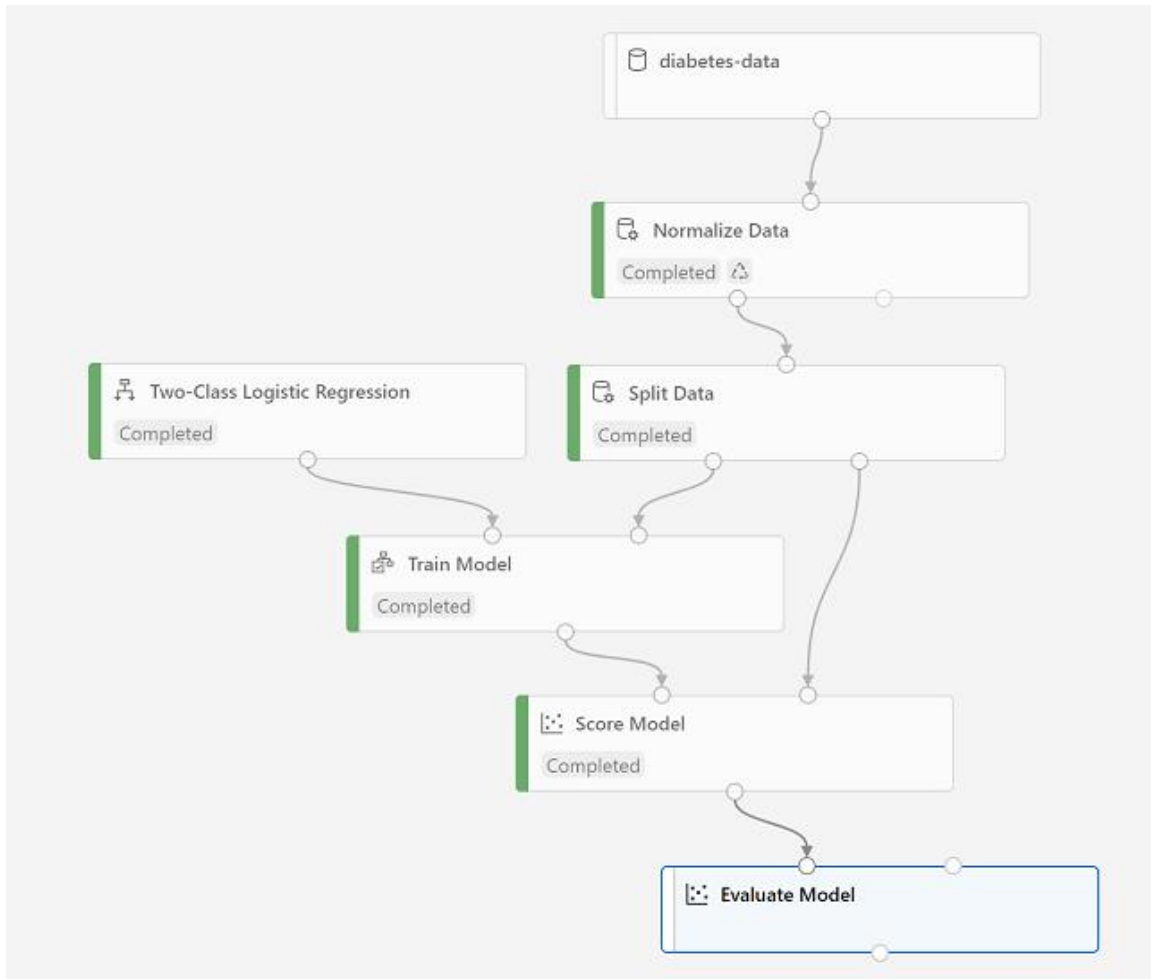 diabetes-data
Normalize Data
Completed
Two-Class Logistic Regression
Completed
Split Data
Completed
Train Model
Completed
Score Model
Completed
Evaluate Model